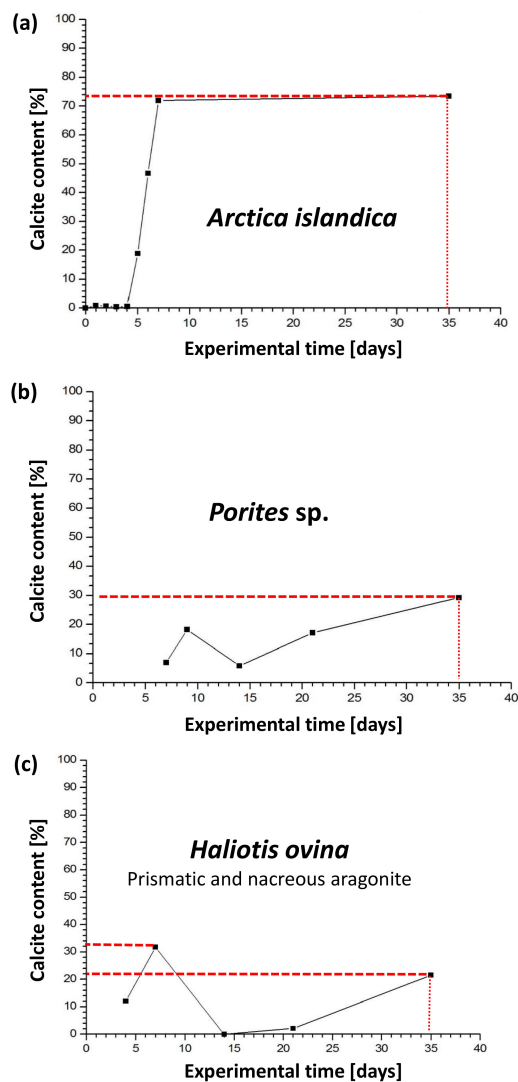 (a)
100
90
80
70
60
50
40
30
20
10
0
Calcite content [%]
Arctica islandica
0 5 10 15 20 25 30 35 40
Experimental time [days]
(b)
100
90
80
70
60
50
40
30
20
10
0
Calcite content [%]
Porites sp.
0 5 10 15 20 25 30 35 40
Experimental time [days]
(c)
100
90
80
70
60
50
40
30
20
10
0
Calcite content [%]
Haliotis ovina
Prismatic and nacreous aragonite
0 5 10 15 20 25 30 35 40
Experimental time [days]